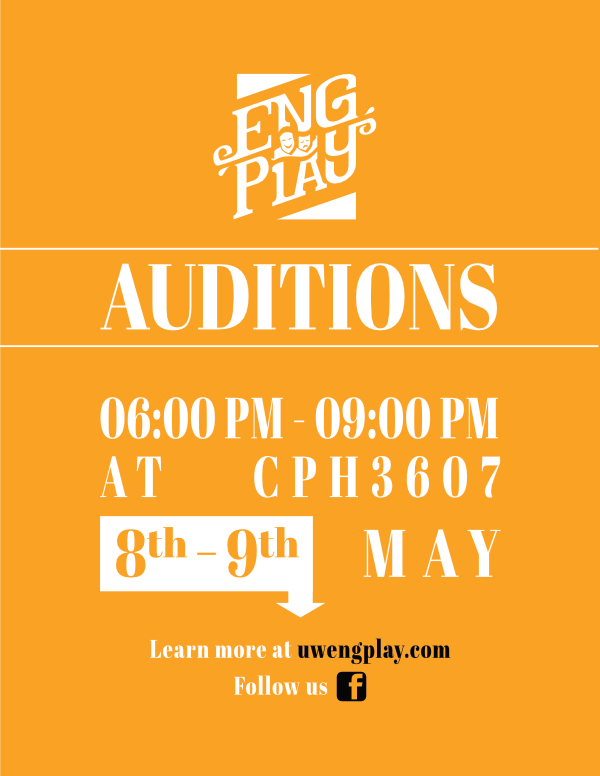 ENG
PLAY
AUDITIONS
06:00 PM - 09:00 PM
AT CPH3607
8th – 9th MAY
Learn more at uwengplay.com
Follow us f